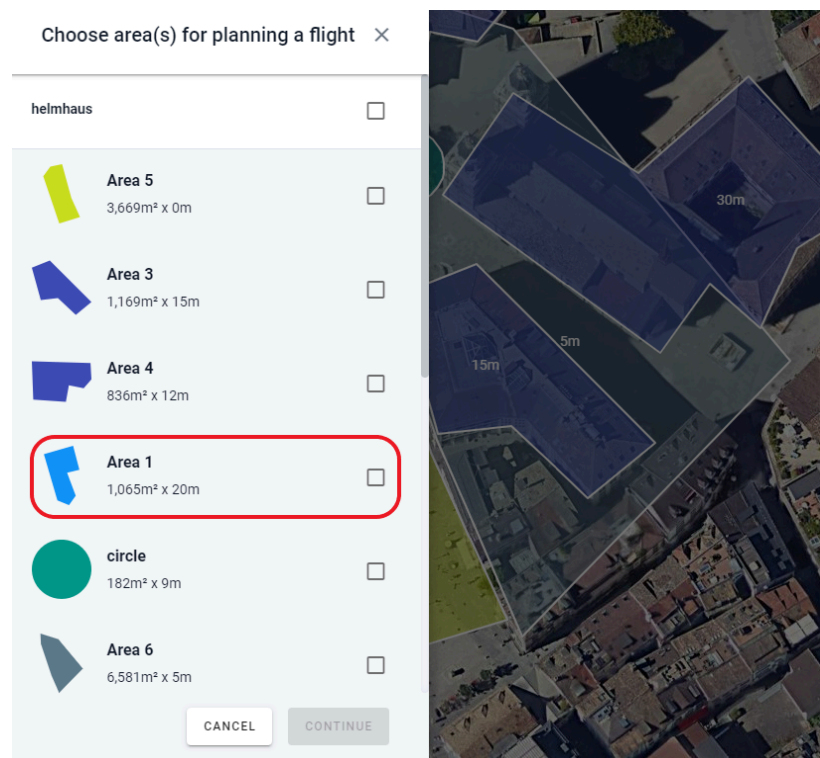 Choose area(s) for planning a flight
helmhaus
Area 5
3,669m² x 0m
Area 3
1,169m² x 15m
Area 4
836m² x 12m
Area 1
1,065m² x 20m
circle
182m² x 9m
Area 6
6,581m² x 5m
CANCEL
CONTINUE
30m
5m
15m